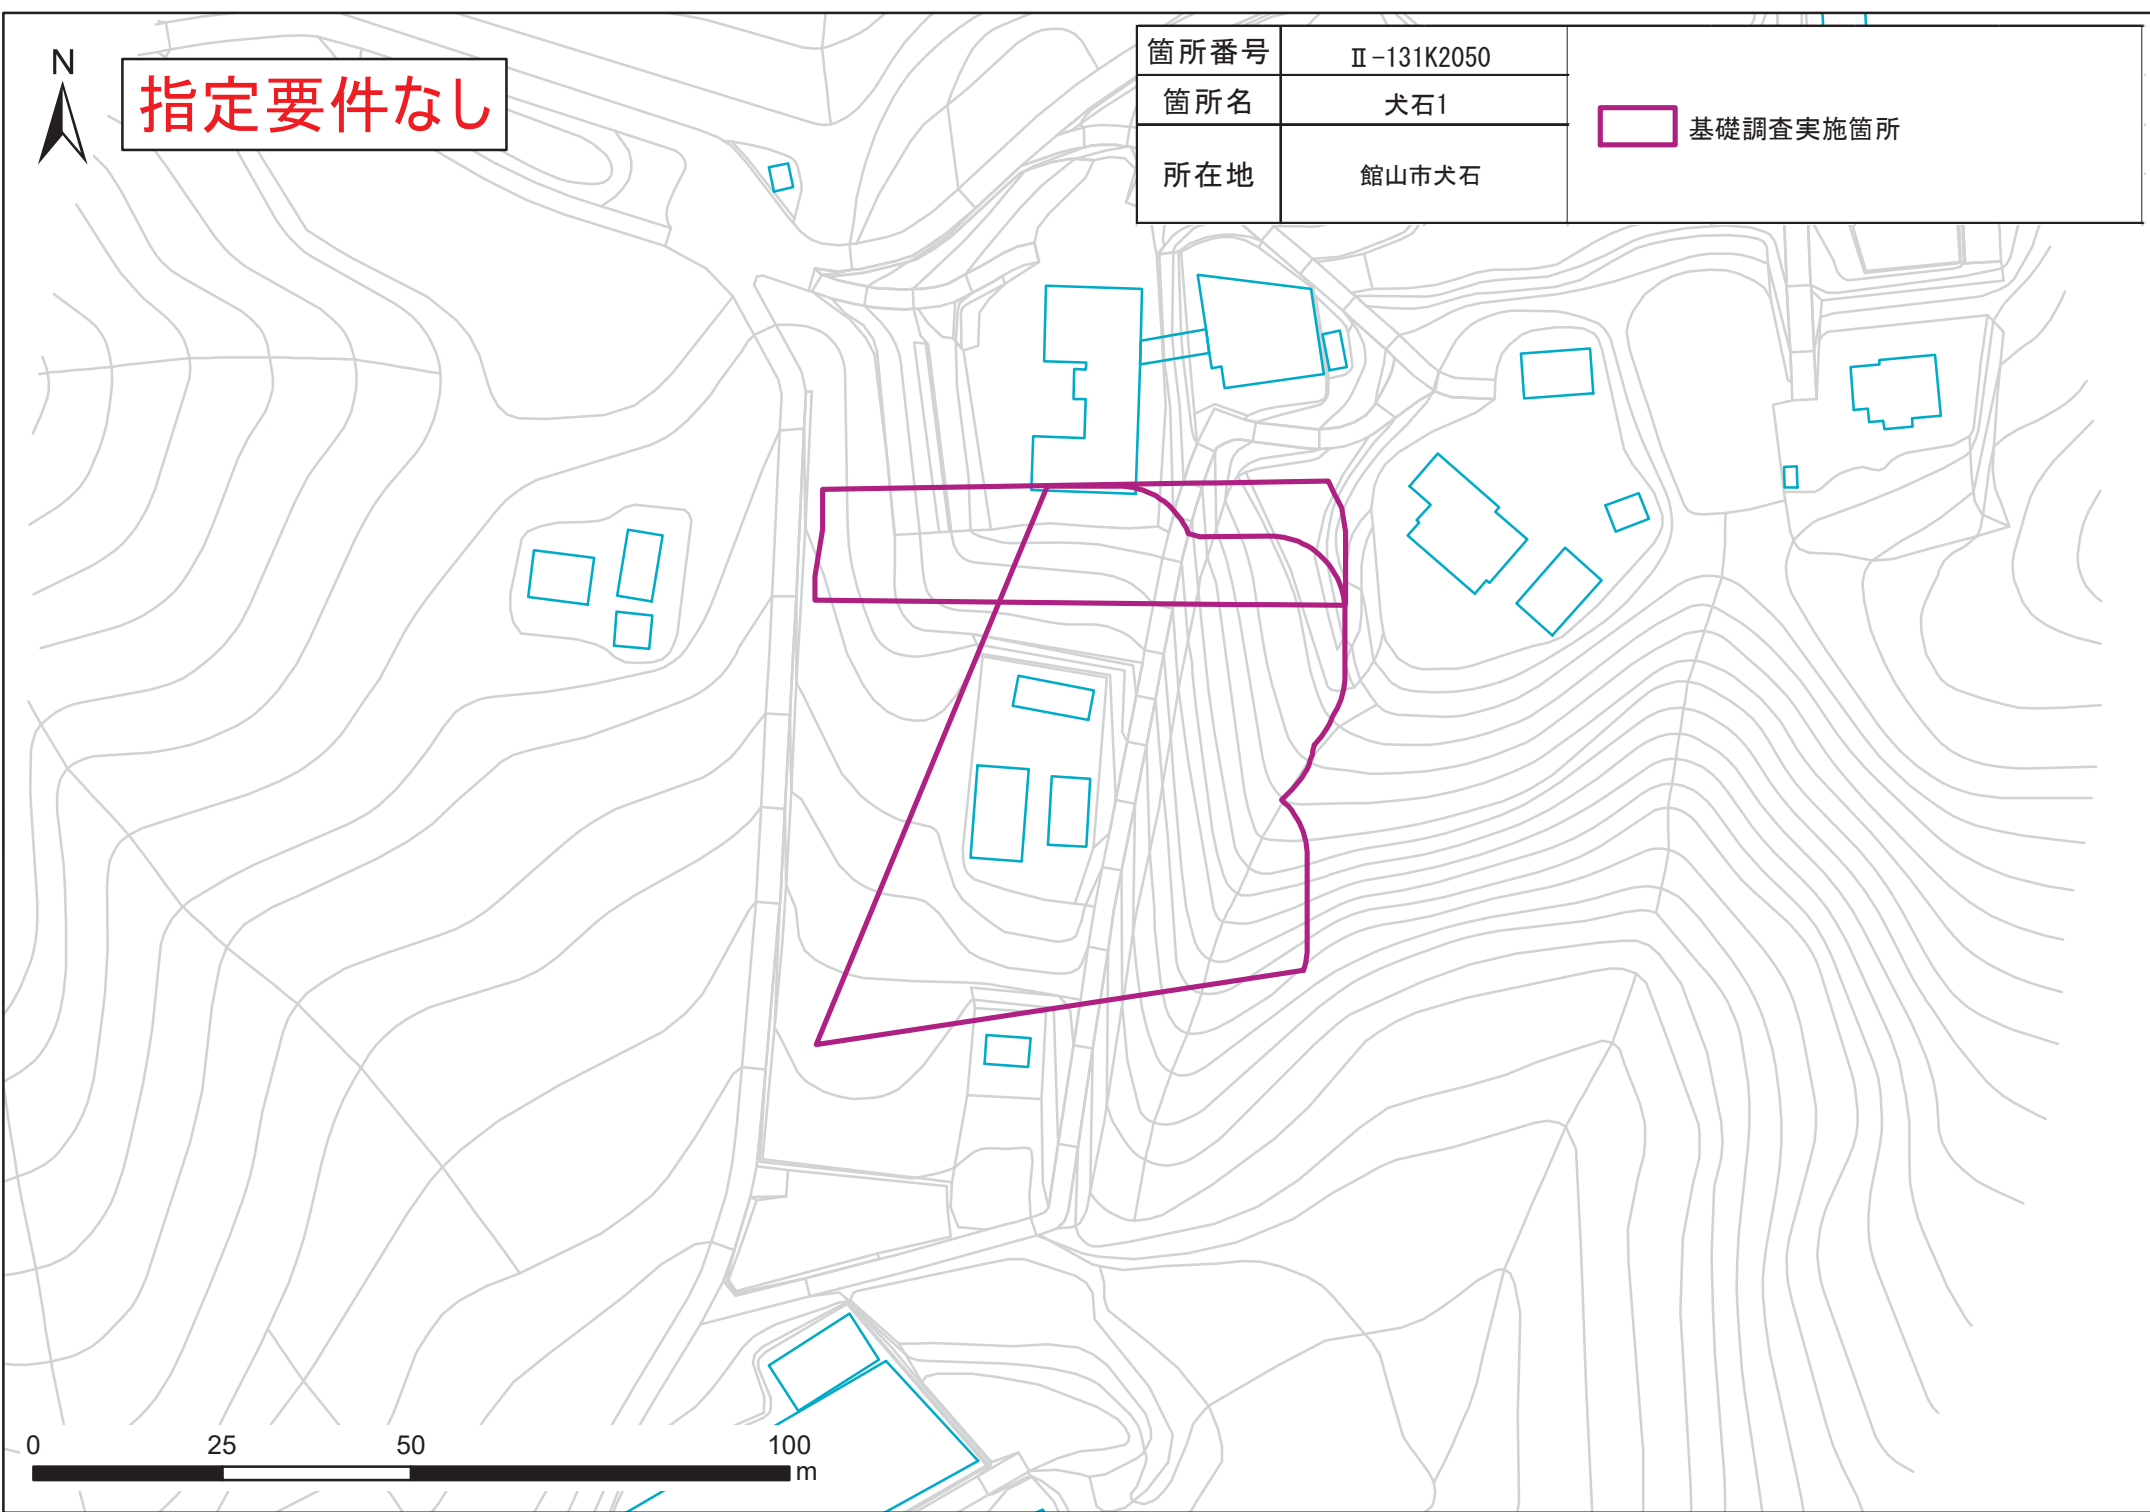 N
指定要件なし
箇所番号 Ⅱ-131K2050
箇所名 犬石1
所在地 館山市犬石
基礎調査実施箇所
0 25 50 100
m